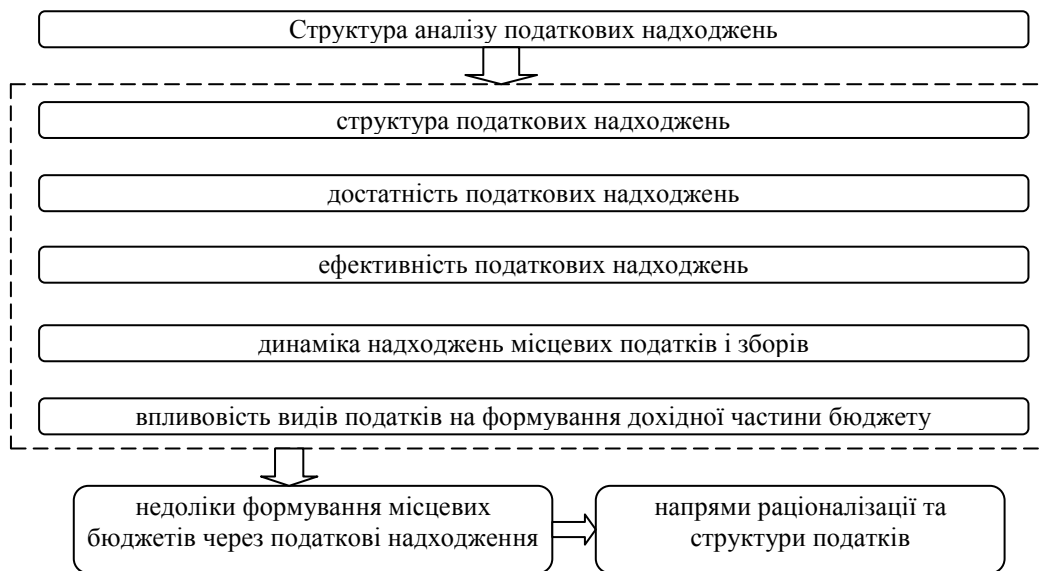 Структура аналізу податкових надходжень
структура податкових надходжень
достатність податкових надходжень
ефективність податкових надходжень
динаміка надходжень місцевих податків і зборів
впливовість видів податків на формування дохідної частини бюджету
недоліки формування місцевих
бюджетів через податкові надходження
напрями раціоналізації та
структури податків